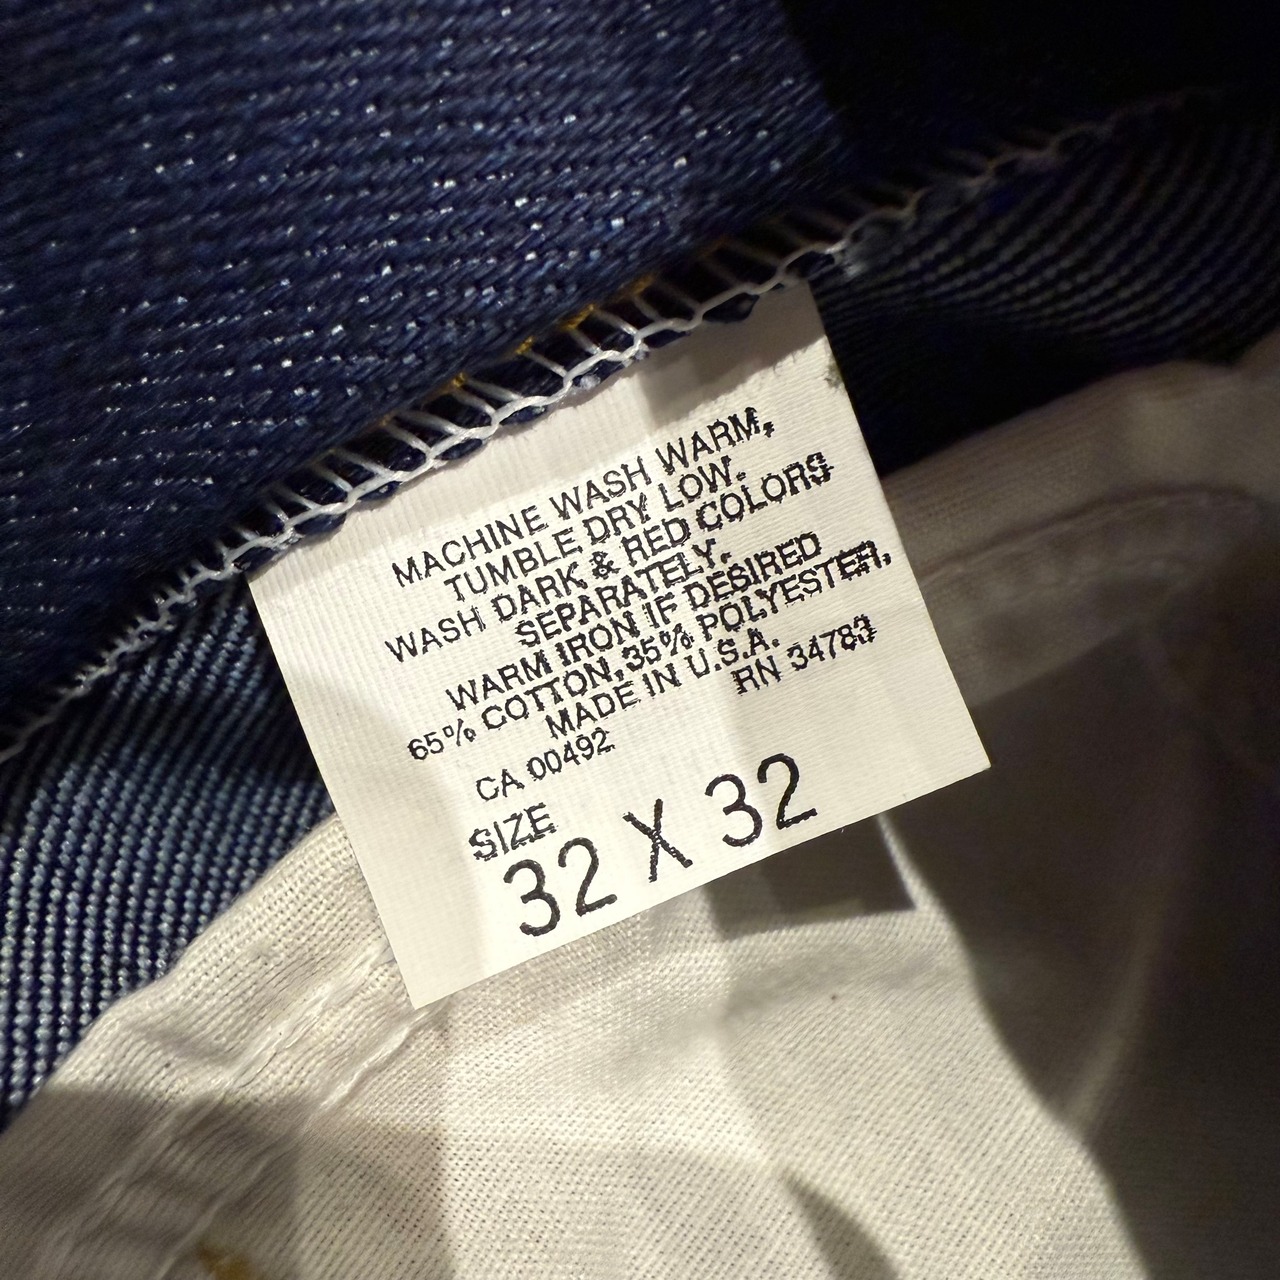 MACHINE WASH WARM,
TUMBLE DRY LOW.
WASH DARK & RED COLORS
SEPARATELY.
WARM IRON IF DESIRED
65% COTTON, 35% POLYESTER,
MADE IN U.S.A.
RN 34783
CA 00492
SIZE
32 X 32